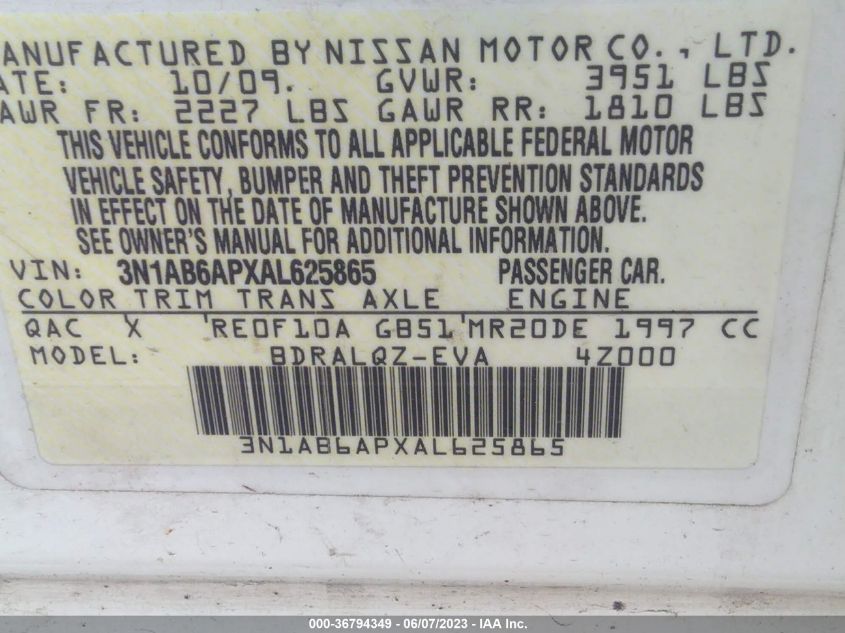 ANUFACTURED BY NISSAN MOTOR CO., LTD.
ATE: 10/09. GVWR: 3951 LBS
AWR FR: 2227 LBS GAWR RR: 1810 LBS
THIS VEHICLE CONFORMS TO ALL APPLICABLE FEDERAL MOTOR
VEHICLE SAFETY, BUMPER AND THEFT PREVENTION STANDARDS
IN EFFECT ON THE DATE OF MANUFACTURE SHOWN ABOVE.
SEE OWNER'S MANUAL FOR ADDITIONAL INFORMATION.
VIN: 3N1AB6APXAL625865 PASSENGER CAR.
COLOR TRIM TRANS AXLE ENGINE
QAC X 'RE0F10A GB51'MR20DE 1997 CC
MODEL: BDRALQZ-EVA 4Z000
3N1AB6APXAL625865
000-36794349 - 06/07/2023 - IAA Inc.